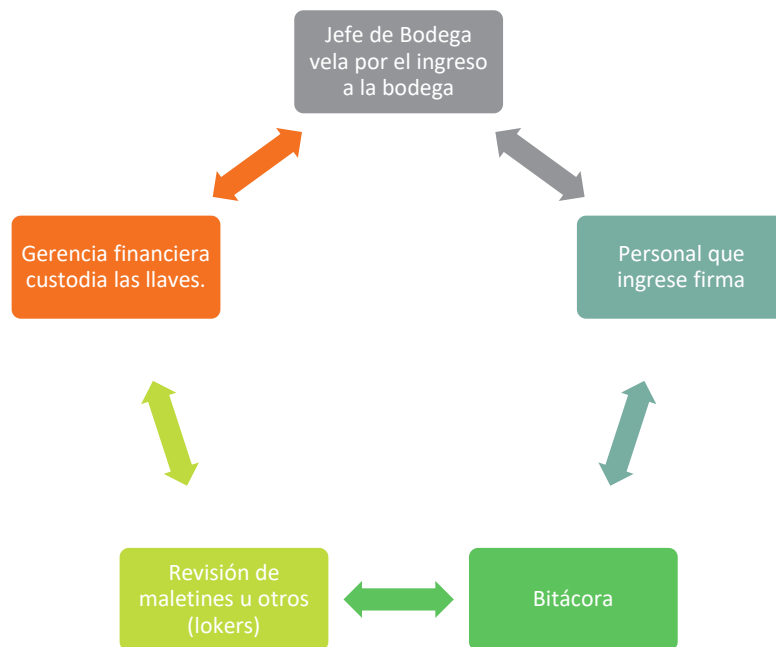 Jefe de Bodega
vela por el ingreso
a la bodega
Gerencia financiera
custodia las llaves.
Personal que
ingrese firma
Revisión de
maletines u otros
(lokers)
Bitácora